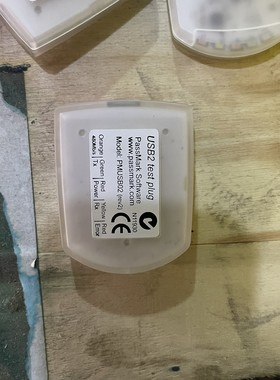 USB2 test plug
PassMark Software
www.passmark.com
Model: PMUSB02 (rev2)
N11500
CE
Orange Green Red Yellow Red
480Mb/s Tx Power Rx Error